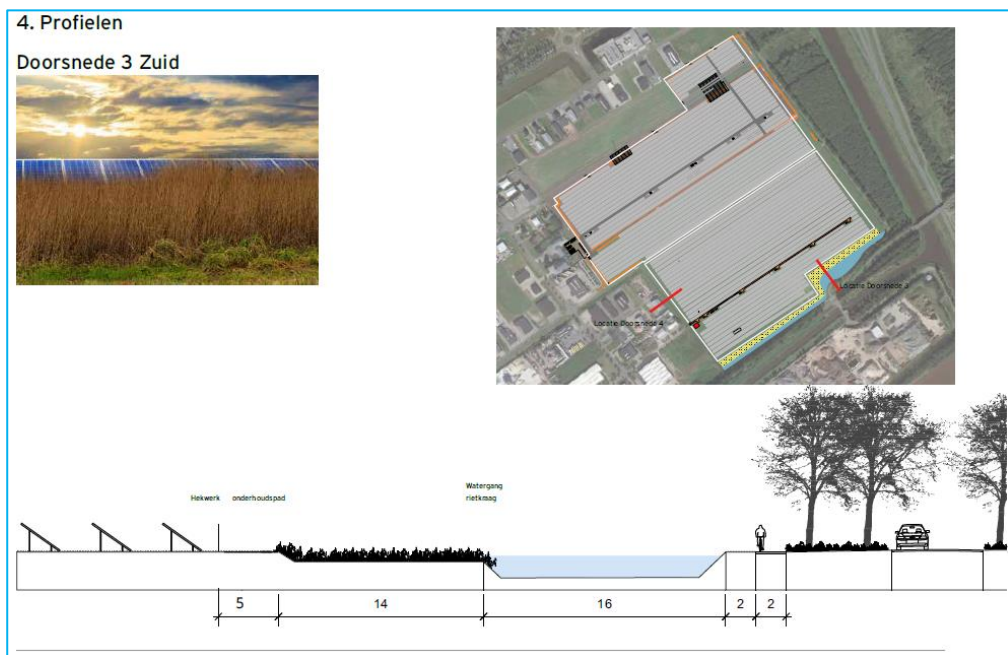 4. Profielen
Doorsnede 3 Zuid
Locatie Doorsnede 3
Locatie Doorsnede 4
Hekwerk onderhoudspad
Watergang
rietkraag
5 14 16 2 2